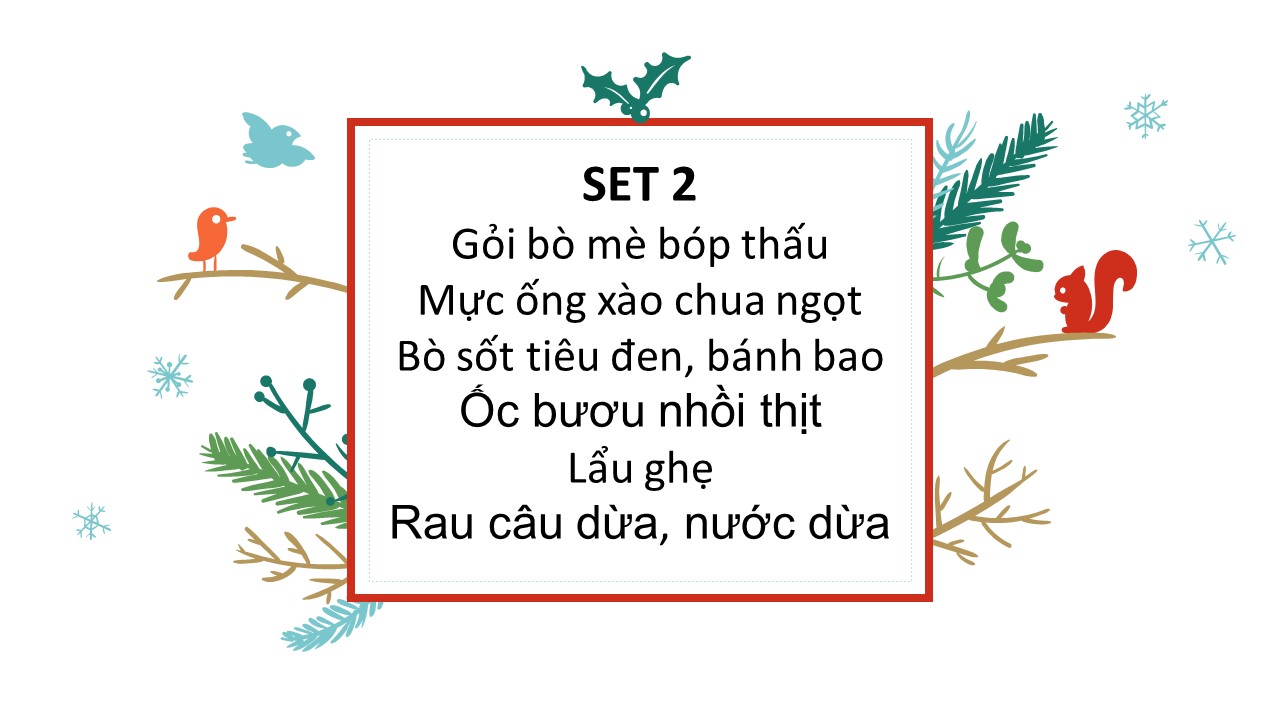 SET 2
Gỏi bò mè bóp thấu
Mực ống xào chua ngọt
Bò sốt tiêu đen, bánh bao
Ốc bươu nhồi thịt
Lẩu ghẹ
Rau câu dừa, nước dừa